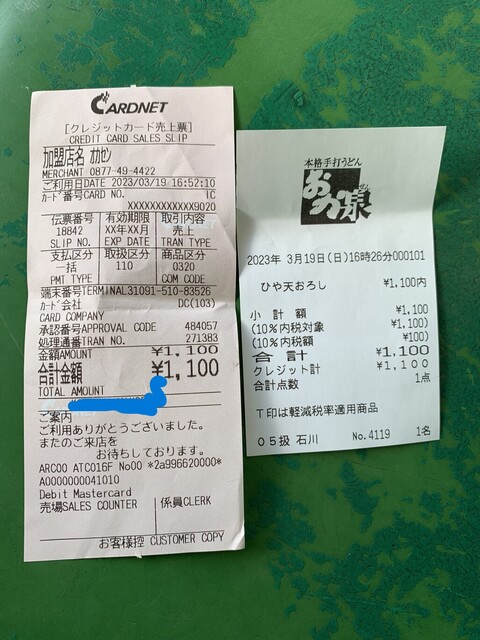 CARDNET
[クレジットカード売上票]
CREDIT CARD SALES SLIP
加盟店名 ｵｶｾﾝ
MERCHANT 0877-49-4422
ご利用日DATE 2023/03/19 16:52:10
ｶｰﾄﾞ番号CARD NO. IC
XXXXXXXXXXXX9020
伝票番号 有効期限 取引内容
18842 XX年XX月 売上
SLIP NO. EXP DATE TRAN TYPE
支払区分 取扱区分 商品区分
一括 110 0320
PMT TYPE COM CODE
端末番号TERMINAL31091-510-83526
ｶｰﾄﾞ会社 DC(103)
CARD COMPANY
承認番号APPROVAL CODE 484057
処理通番TRAN NO. 271383
金額AMOUNT ¥1,100
合計金額 ¥1,100
TOTAL AMOUNT
ご案内
ご利用ありがとうございました。
またのご来店を
お待ちしております。
ARC00 ATC016F No00 *2a996620000*
A0000000041010
Debit Mastercard
売場SALES COUNTER 係員CLERK
お客様控 CUSTOMER COPY
本格手打うどん
おか泉
2023年 3月19日(日)16時26分000101
ひや天おろし ¥1,100内
小 計 額 ¥1,100
(10%内税対象 ¥1,100)
(10%内税額 ¥100)
合 計 ¥1,100
クレジット計 ¥1,100
合計点数 1点
T印は軽減税率適用商品
05扱 石川 No.4119 1名